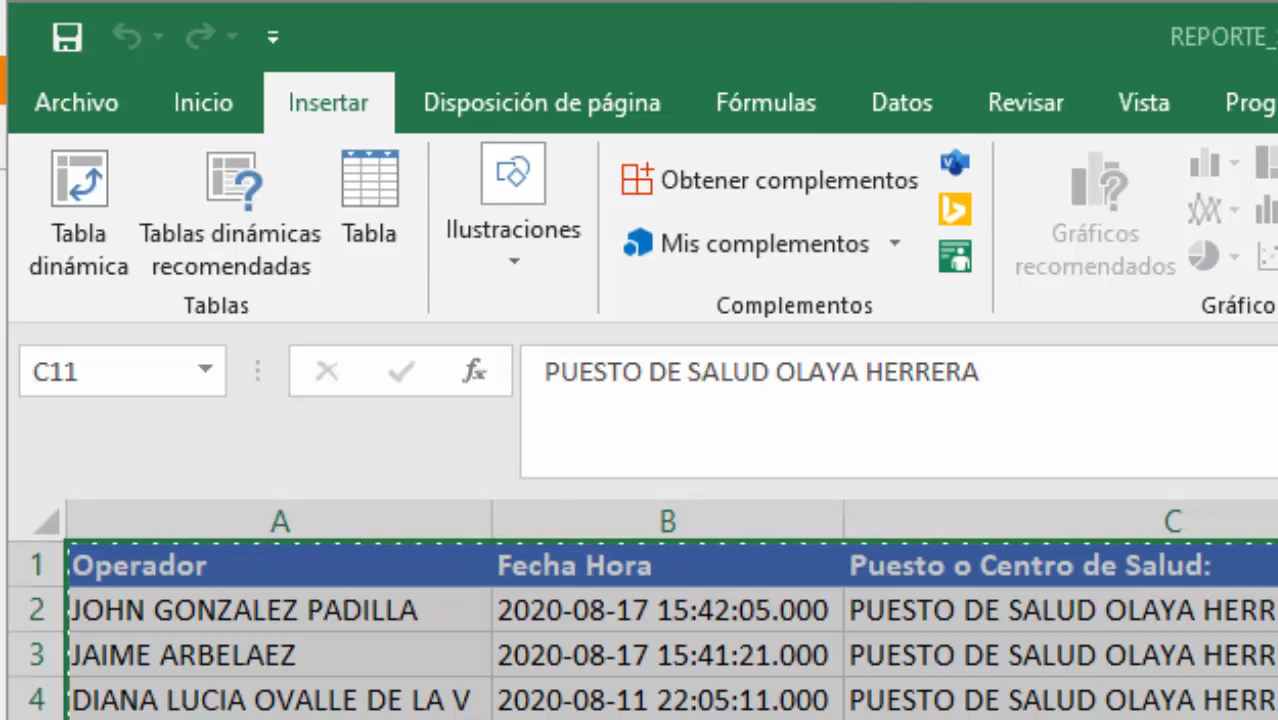 REPORTE_
Archivo Inicio Insertar Disposición de página Fórmulas Datos Revisar Vista Prog
Tabla dinámica
Tablas dinámicas recomendadas
Tabla
Ilustraciones
Obtener complementos
Mis complementos
Gráficos recomendados
Tablas Complementos Gráfico
C11 fx PUESTO DE SALUD OLAYA HERRERA
A B C
1 Operador Fecha Hora Puesto o Centro de Salud:
2 JOHN GONZALEZ PADILLA 2020-08-17 15:42:05.000 PUESTO DE SALUD OLAYA HERR
3 JAIME ARBELAEZ 2020-08-17 15:41:21.000 PUESTO DE SALUD OLAYA HERR
4 DIANA LUCIA OVALLE DE LA V 2020-08-11 22:05:11.000 PUESTO DE SALUD OLAYA HERR